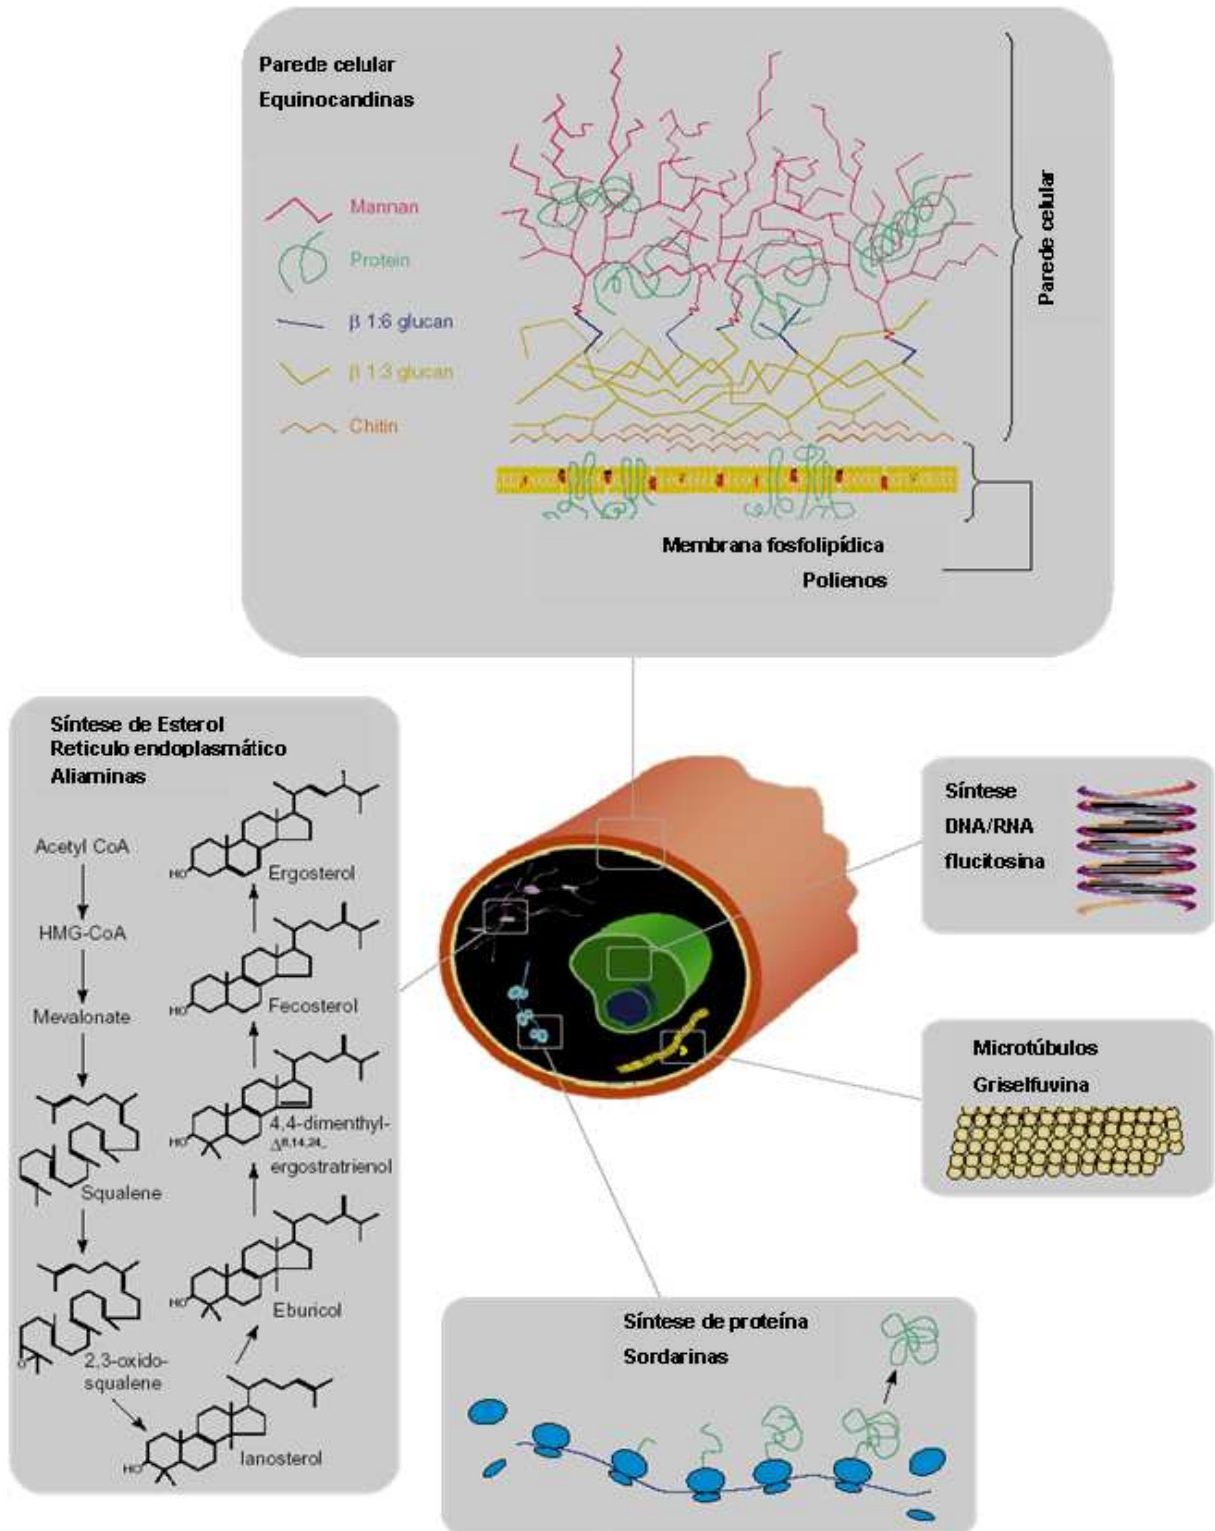 Parede celular
Equinocandinas
Mannan
Protein
β 1:6 glucan
β 1:3 glucan
Chitin
Parede celular
Membrana fosfolipídica
Polienos
Síntese de Esterol
Reticulo endoplasmático
Aliaminas
Acetyl CoA
HMG-CoA
Mevalonate
Squalene
2,3-oxido-
squalene
lanosterol
HO
Eburicol
HO
4,4-dimenthyl-
Δ8,14,24-
ergostratrienol
HO
Fecosterol
HO
Ergosterol
HO
O
Síntese
DNA/RNA
flucitosina
Microtúbulos
Griselfuvina
Síntese de proteína
Sordarinas